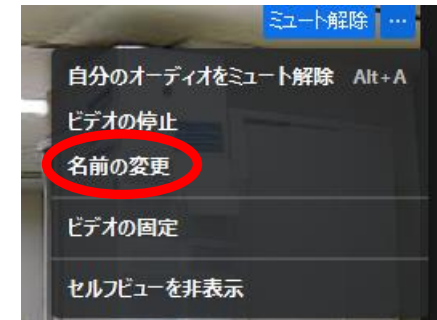 ミュート解除 ...
自分のオーディオをミュート解除 Alt+A
ビデオの停止
名前の変更
ビデオの固定
セルフビューを非表示